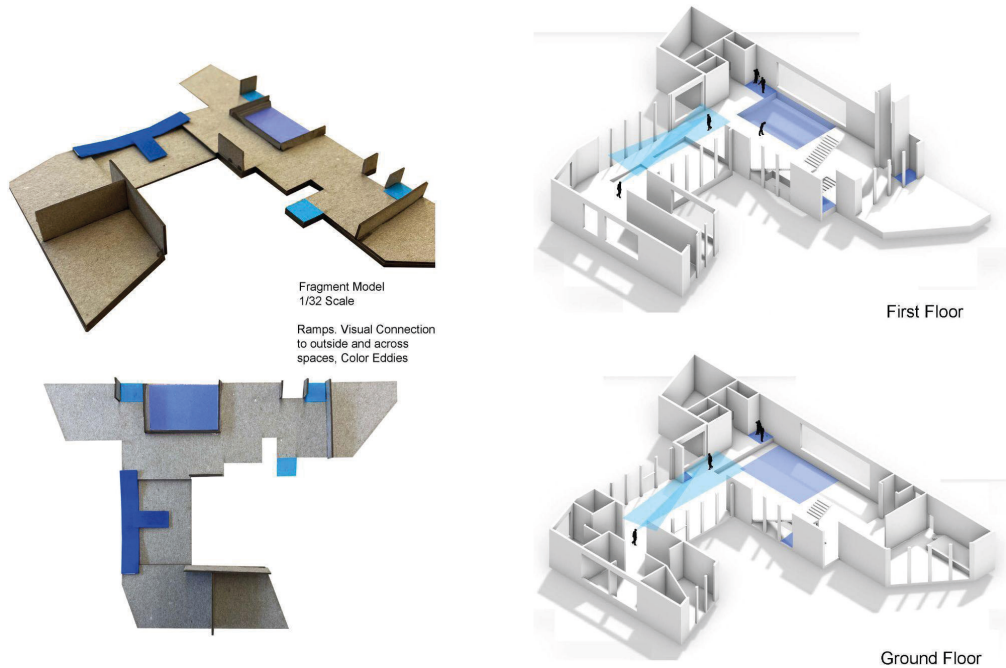 Fragment Model
1/32 Scale
Ramps. Visual Connection
to outside and across
spaces, Color Eddies
First Floor
Ground Floor